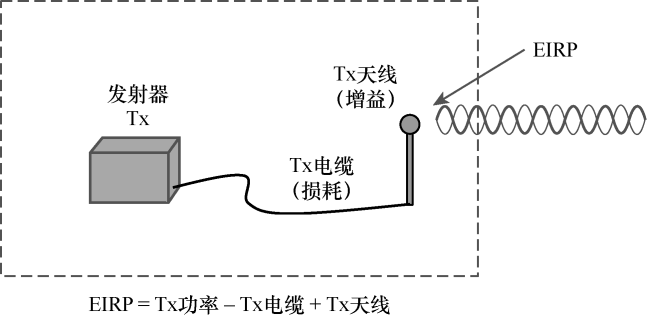 EIRP
Tx天线
（增益）
发射器
Tx
Tx电缆
（损耗）
EIRP = Tx功率 – Tx电缆 + Tx天线